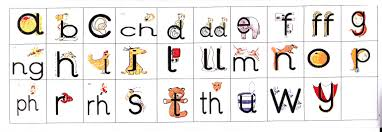 a b c ch d dd e f ff g
ng h i j l ll m n o p
ph r rh s t th u w y